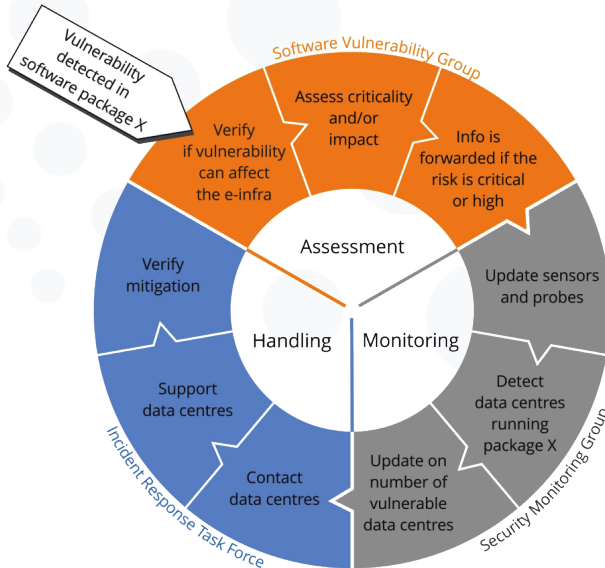 Vulnerability
detected in
software package X
Software Vulnerability Group
Verify
if vulnerability
can affect
the e-infra
Assess criticality
and/or
impact
Info is
forwarded if the
risk is critical
or high
Assessment
Update sensors
and probes
Detect
data centres
running
package X
Update on
number of
vulnerable
data centres
Monitoring
Security Monitoring Group
Contact
data centres
Support
data centres
Verify
mitigation
Handling
Incident Response Task Force